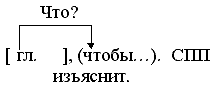 Что?
[ гл. ], (чтобы…). СПП
изъяснит.